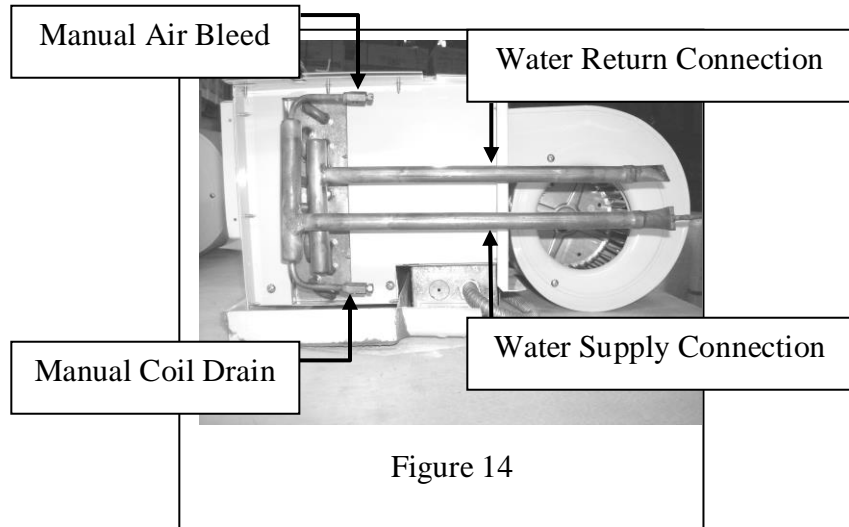 Manual Air Bleed
Water Return Connection
Manual Coil Drain
Water Supply Connection
Figure 14